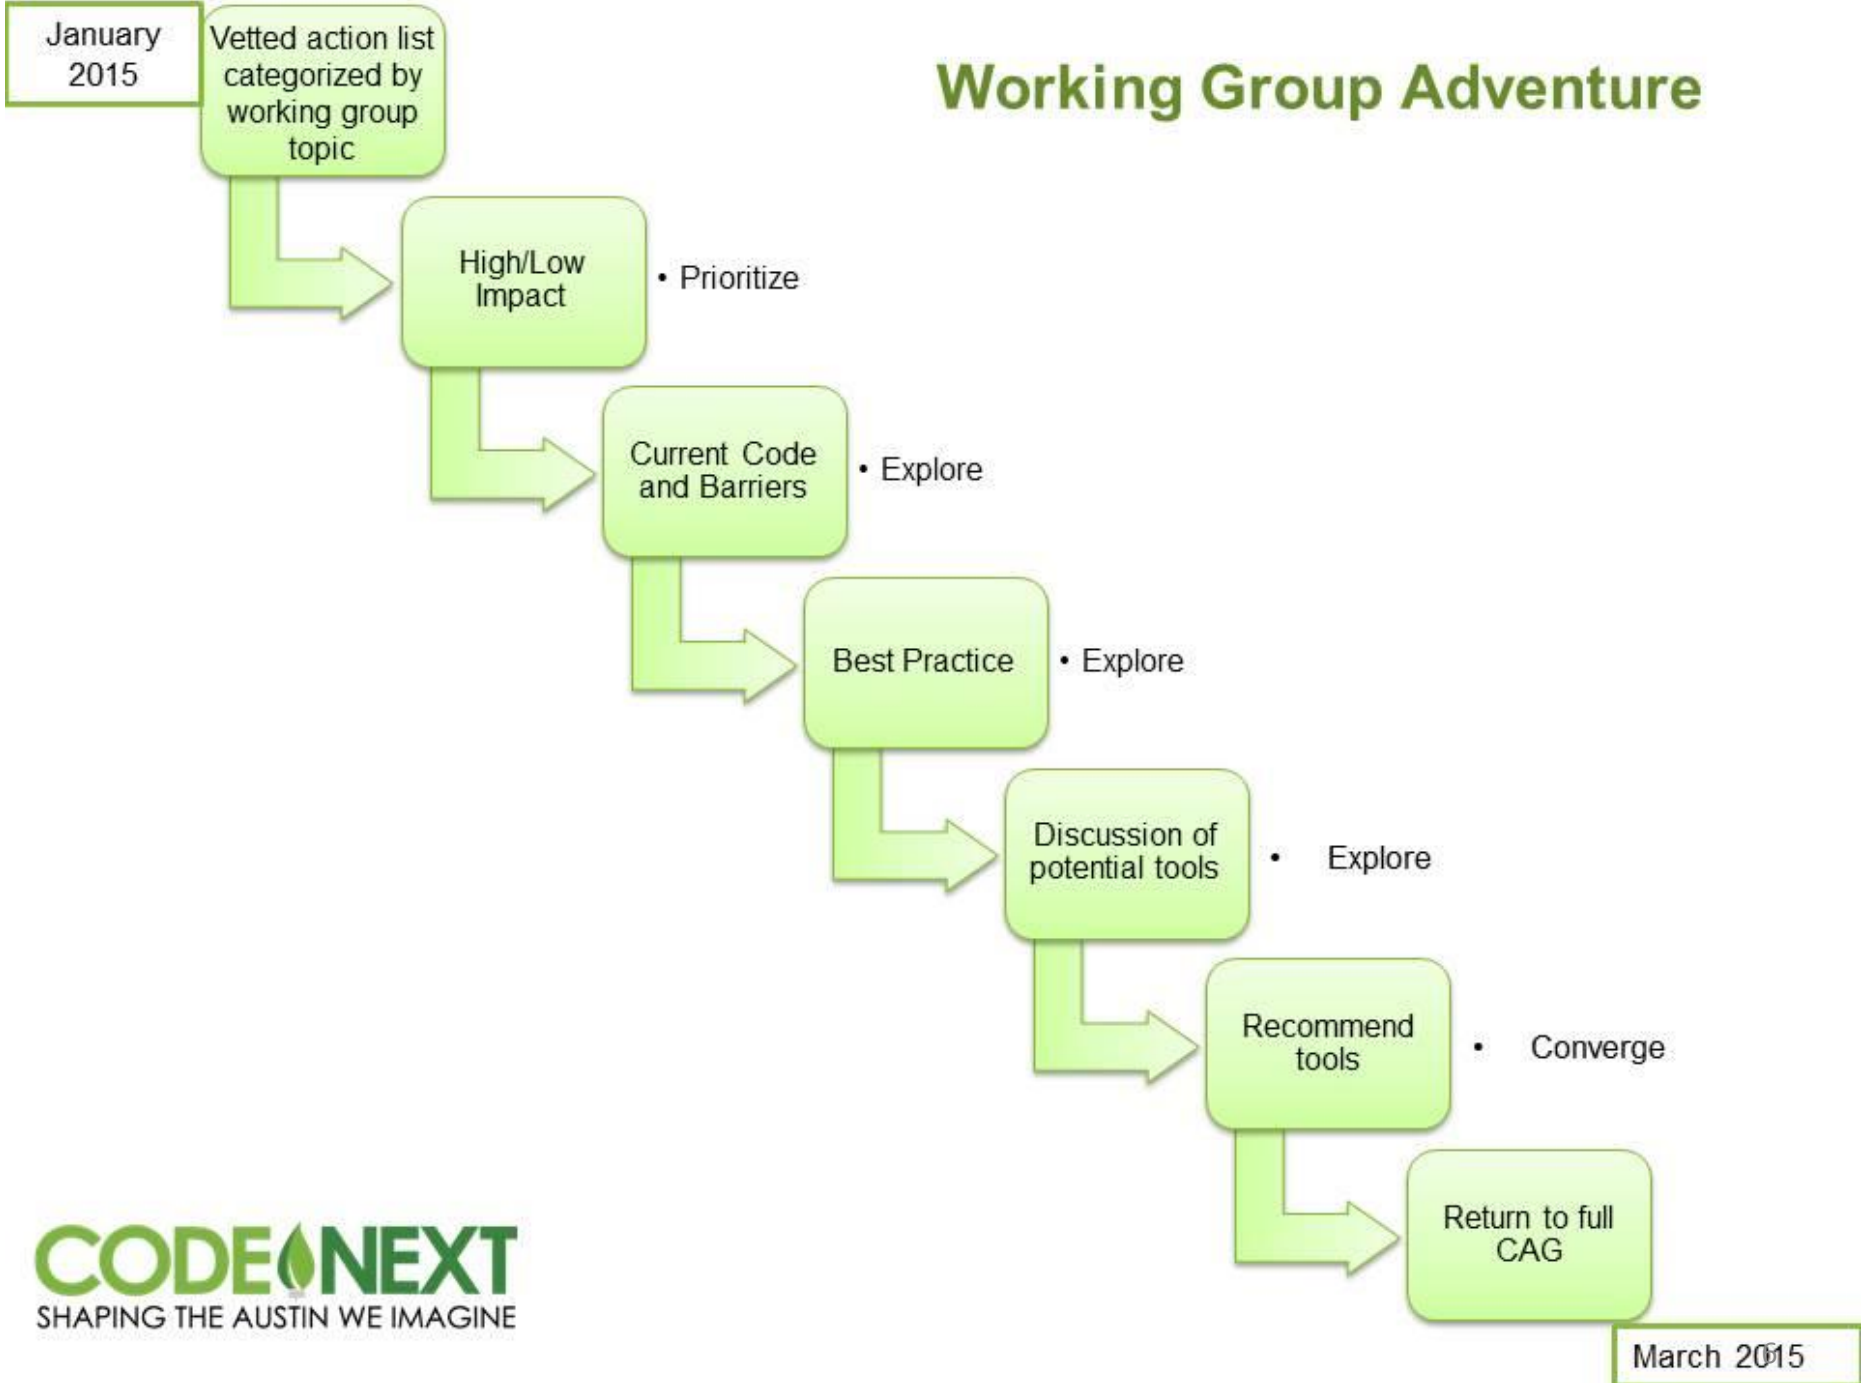 January
2015
Vetted action list
categorized by
working group
topic
Working Group Adventure
High/Low
Impact
• Prioritize
Current Code
and Barriers
• Explore
Best Practice
• Explore
Discussion of
potential tools
• Explore
Recommend
tools
• Converge
Return to full
CAG
CODE NEXT
SHAPING THE AUSTIN WE IMAGINE
March 2015
6